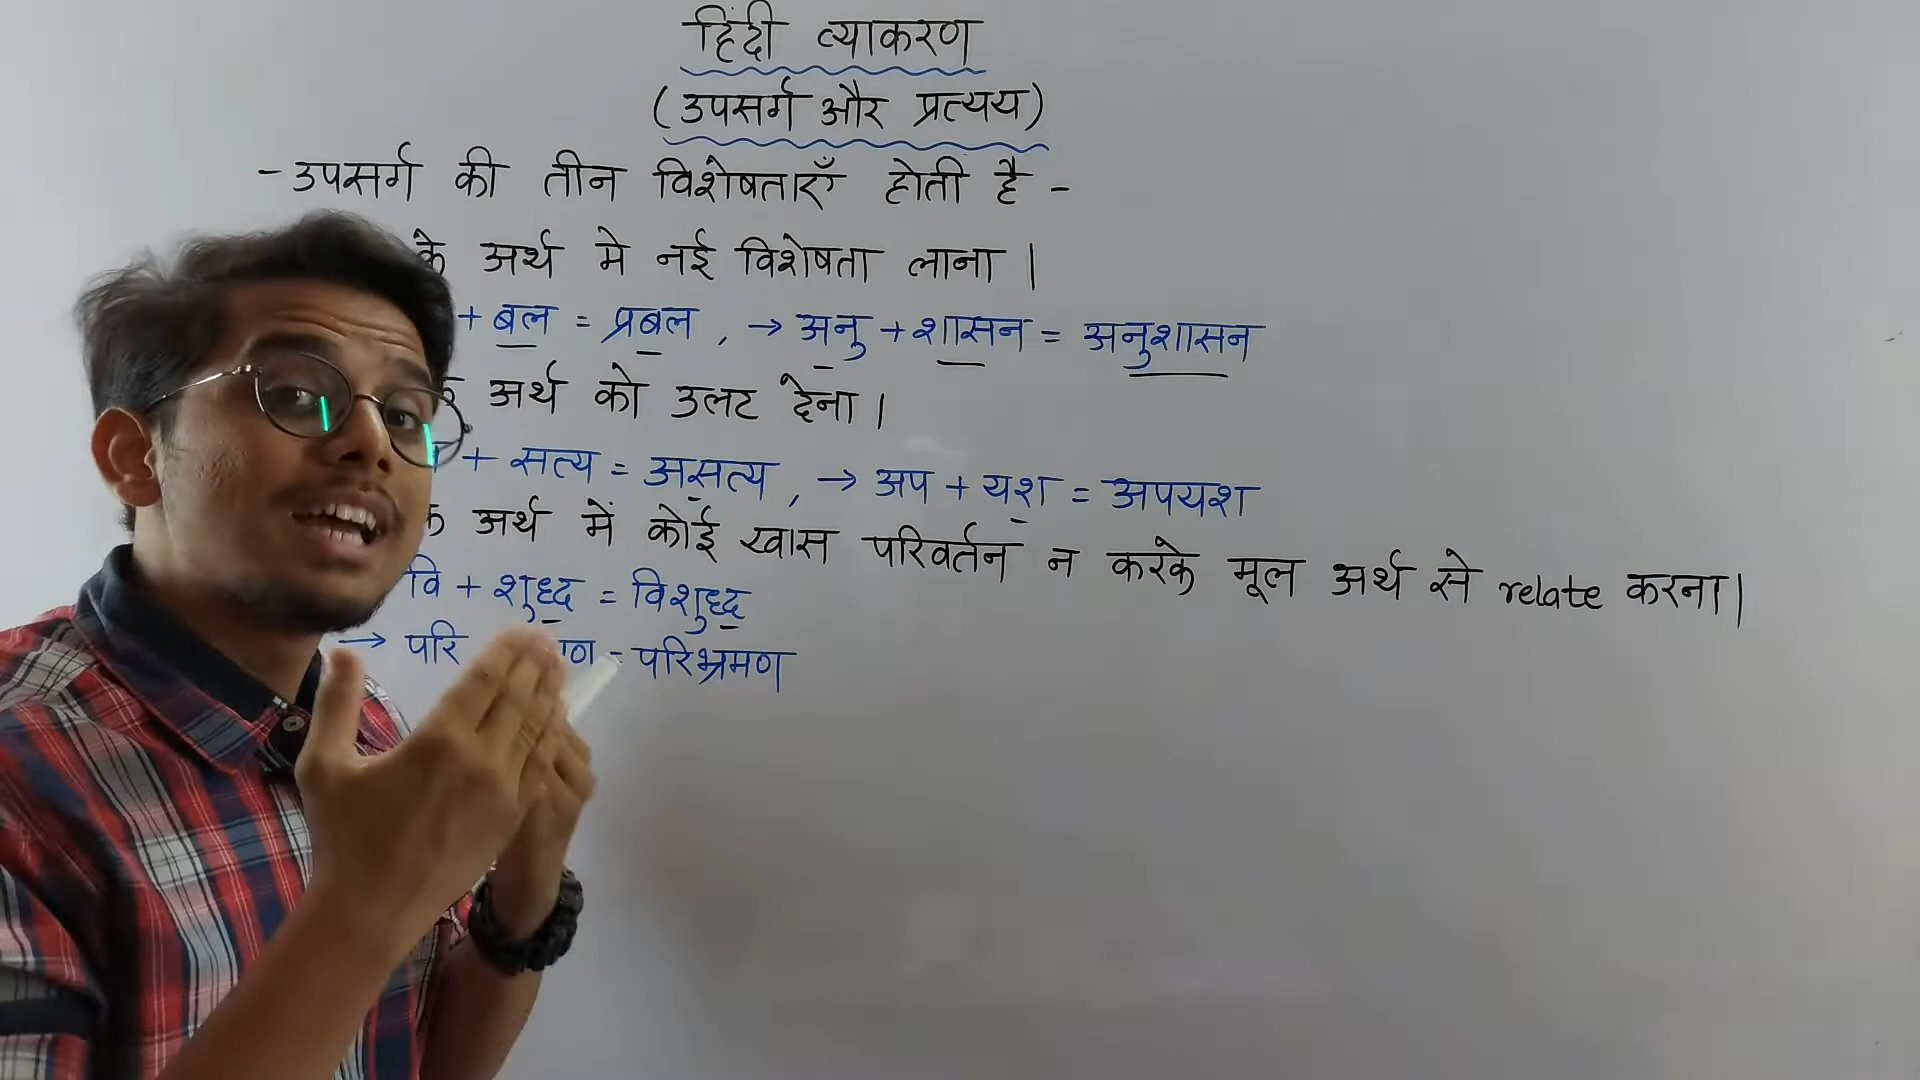 हिंदी व्याकरण
(उपसर्ग और प्रत्यय)
-उपसर्ग की तीन विशेषताएँ होती है -
के अर्थ मे नई विशेषता लाना |
+ बल = प्रबल , → अनु + शासन = अनुशासन
अर्थ को उलट देना |
+ सत्य = असत्य , → अप + यश = अपयश
अर्थ में कोई खास परिवर्तन न करके मूल अर्थ से relate करना |
वि + शुध्द = विशुध्द
→ परि = परिभ्रमण